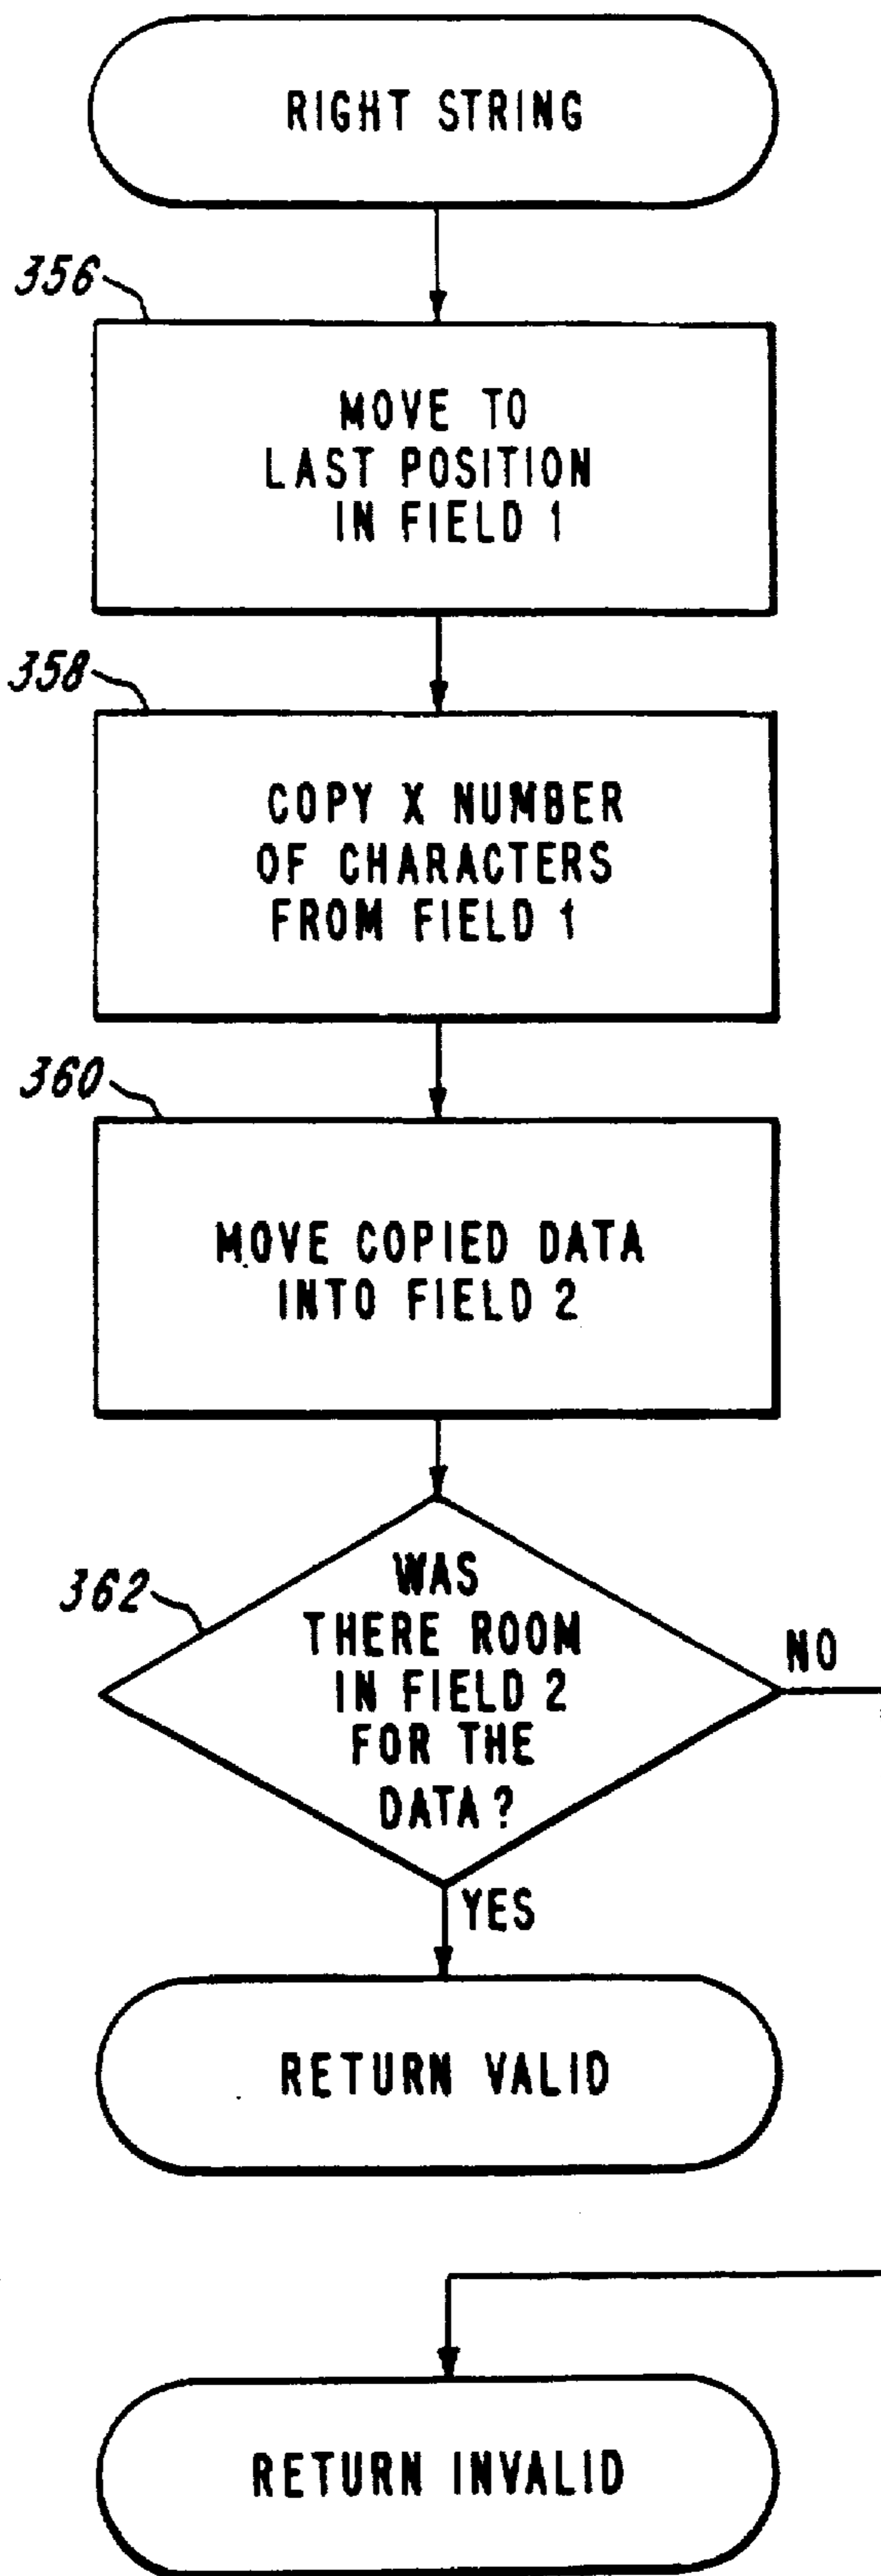 RIGHT STRING
356
MOVE TO
LAST POSITION
IN FIELD 1
358
COPY X NUMBER
OF CHARACTERS
FROM FIELD 1
360
MOVE COPIED DATA
INTO FIELD 2
362
WAS
THERE ROOM
IN FIELD 2
FOR THE
DATA?
NO
YES
RETURN VALID
RETURN INVALID